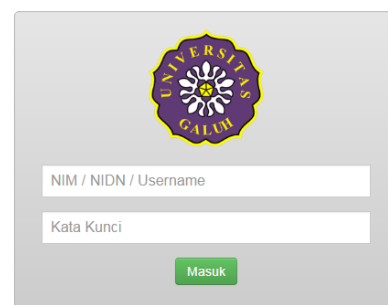 UNIVERSITAS
GALUH
NIM / NIDN / Username
Kata Kunci
Masuk